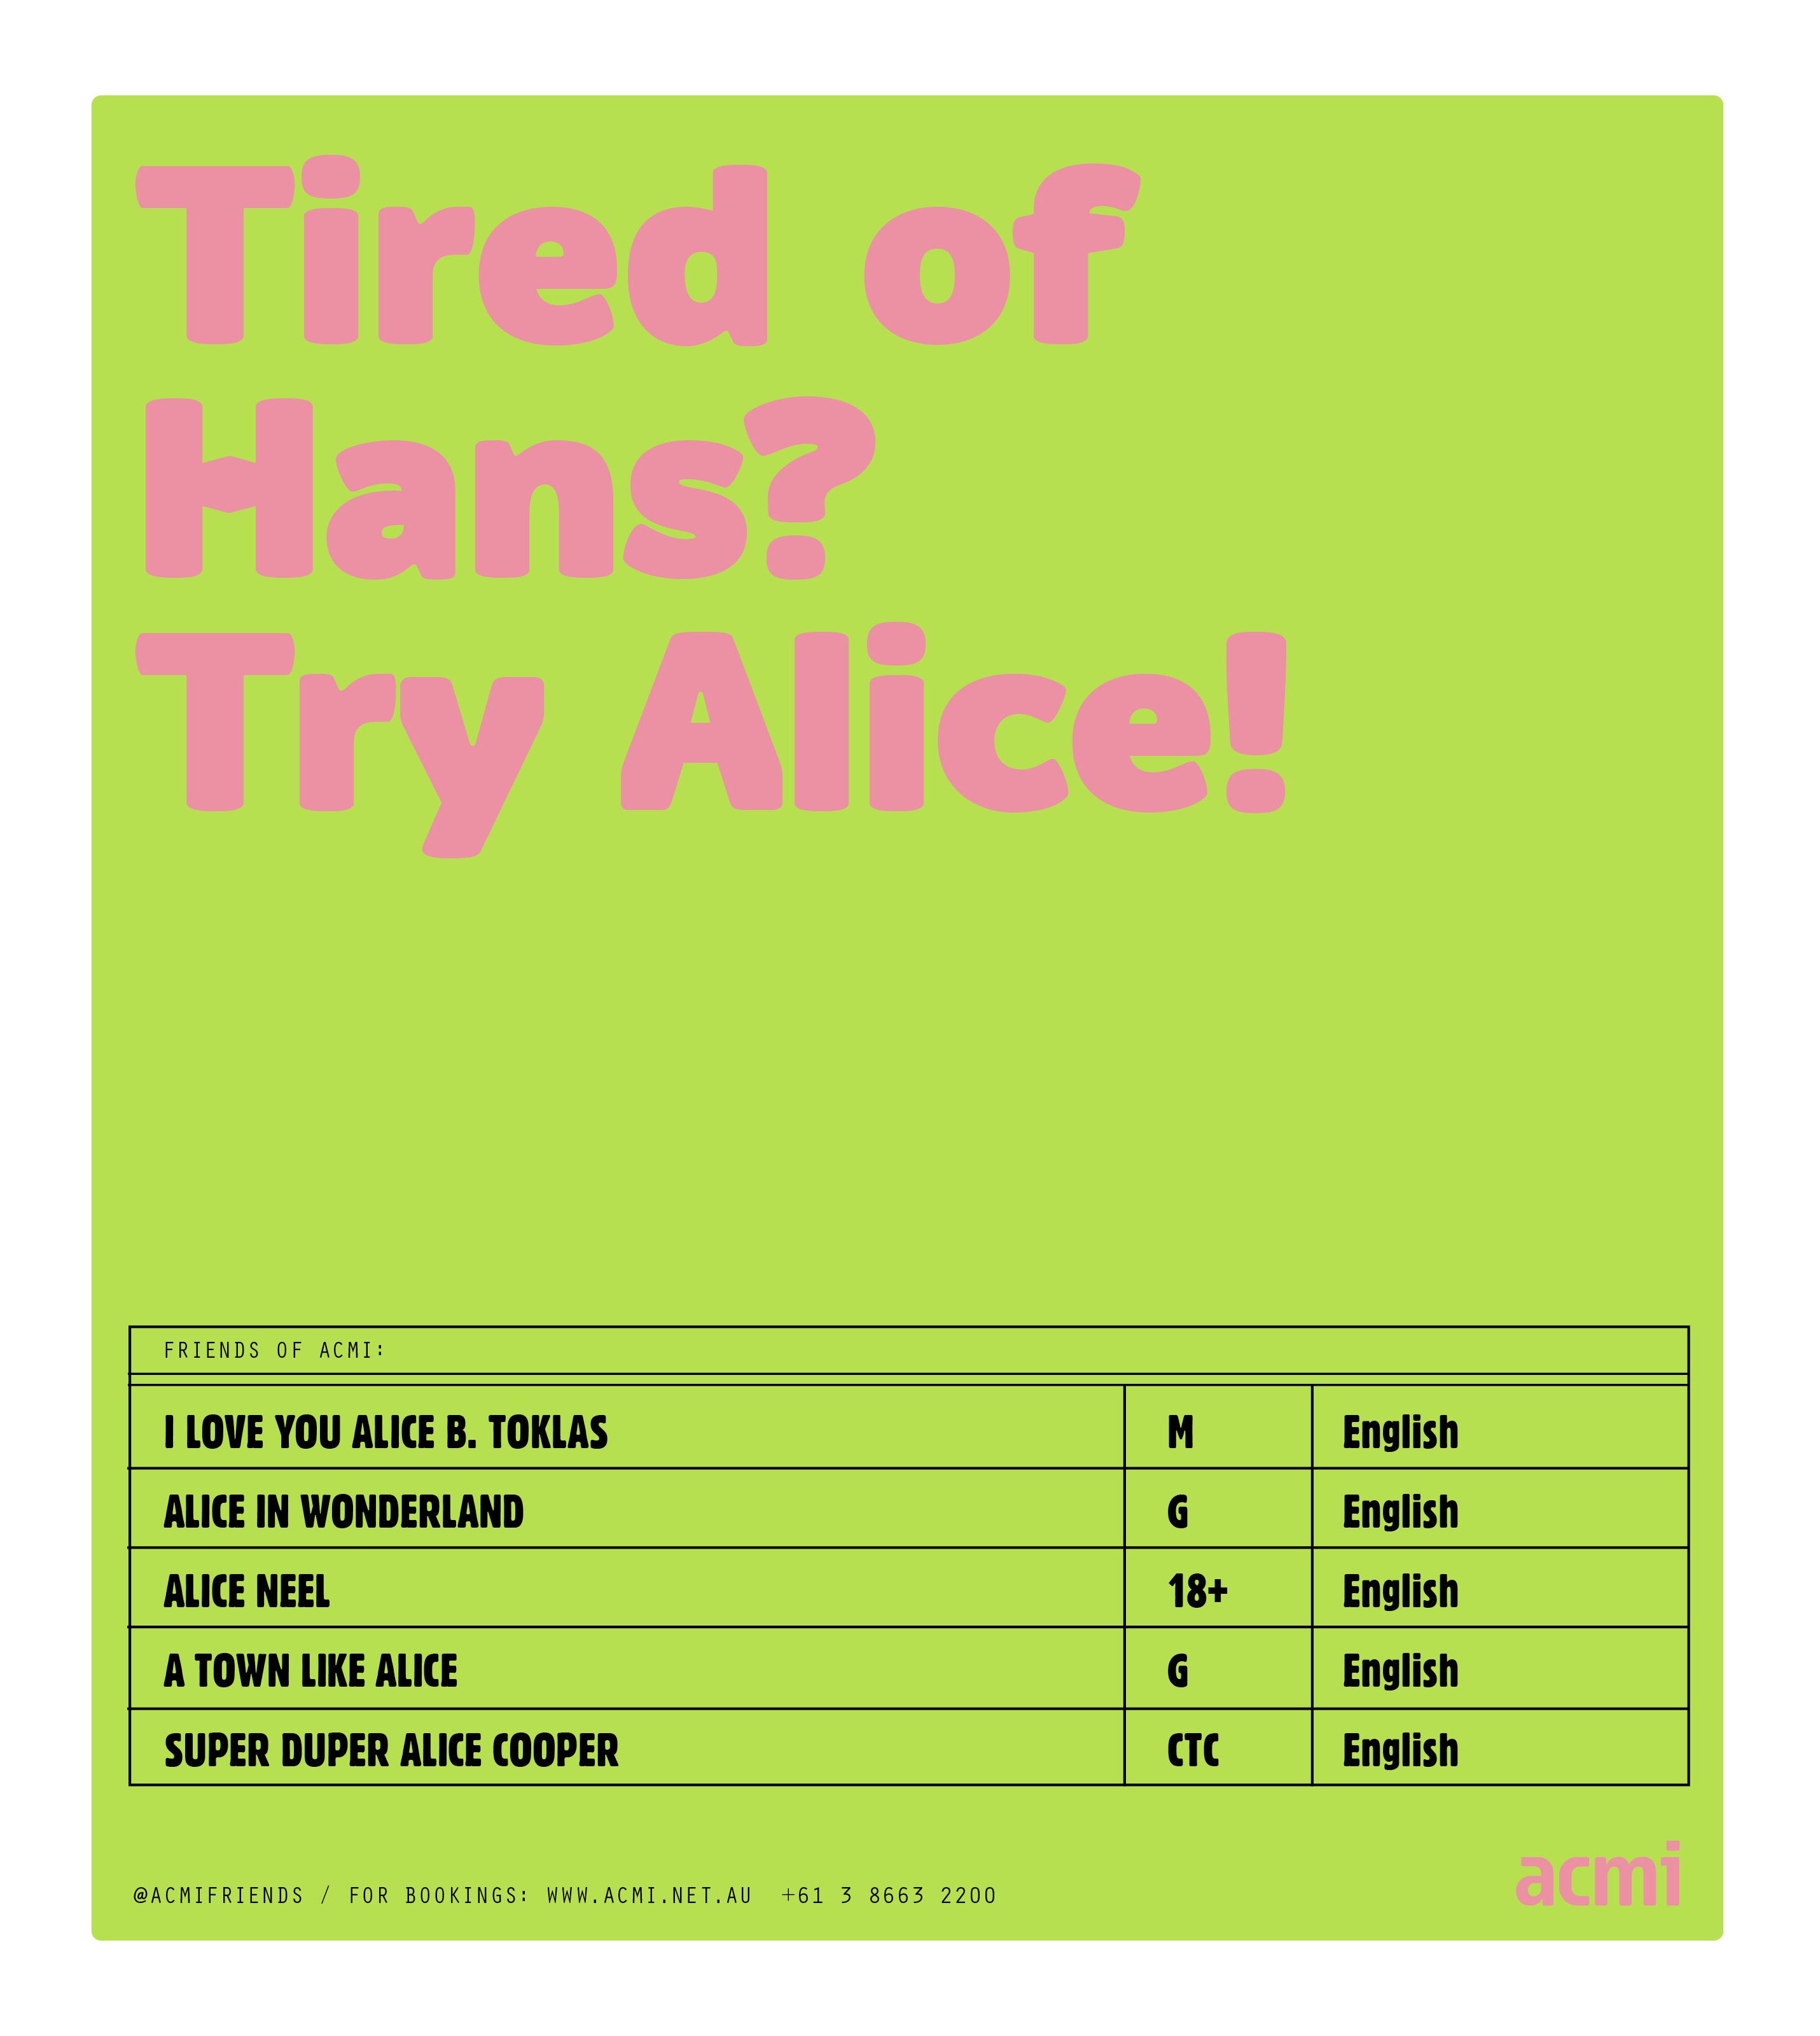 Tired of
Hans?
Try Alice!
FRIENDS OF ACMI:
I LOVE YOU ALICE B. TOKLAS M English
ALICE IN WONDERLAND G English
ALICE NEEL 18+ English
A TOWN LIKE ALICE G English
SUPER DUPER ALICE COOPER CTC English
@ACMIFRIENDS / FOR BOOKINGS: WWW.ACMI.NET.AU +61 3 8663 2200
acmi